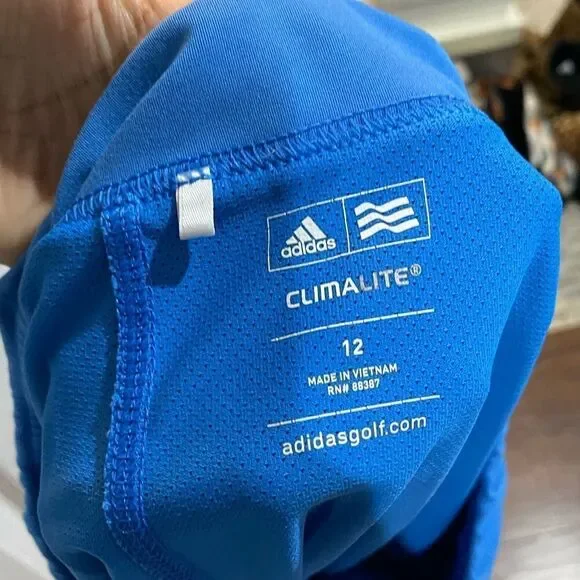 adidas
CLIMALITE®
12
MADE IN VIETNAM
RN# 88387
adidasgolf.com